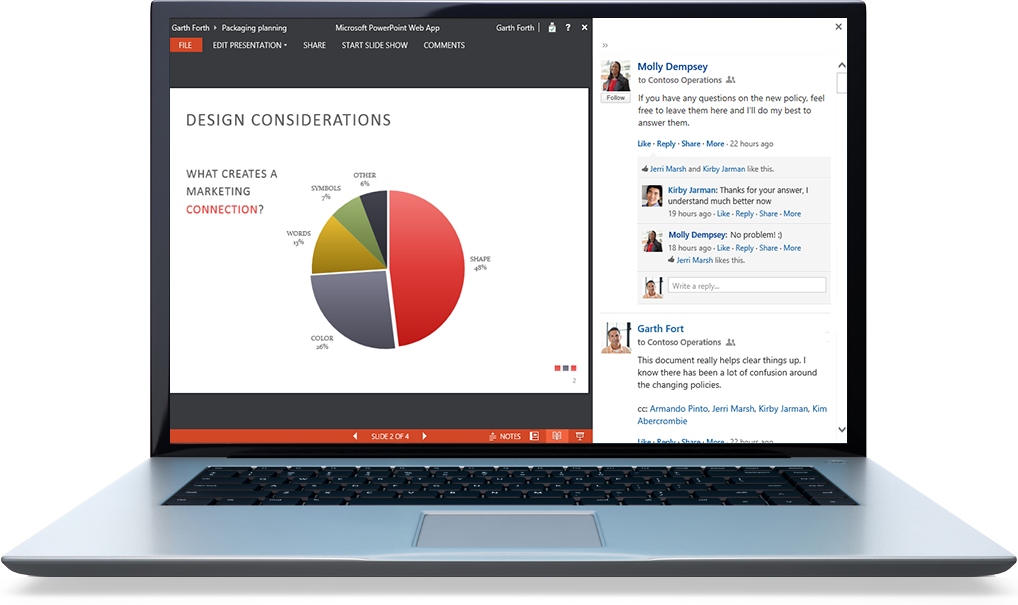 Garth Forth ▸ Packaging planning
Microsoft PowerPoint Web App
Garth Forth
?
FILE
EDIT PRESENTATION
SHARE
START SLIDE SHOW
COMMENTS
DESIGN CONSIDERATIONS
WHAT CREATES A
MARKETING
CONNECTION?
OTHER
6%
SYMBOLS
7%
WORDS
13%
SHAPE
48%
COLOR
26%
2
SLIDE 2 OF 4
NOTES
Molly Dempsey
to Contoso Operations
Follow
If you have any questions on the new policy, feel
free to leave them here and I'll do my best to
answer them.
Like · Reply · Share · More · 22 hours ago
Jerri Marsh and Kirby Jarman like this.
Kirby Jarman: Thanks for your answer, I
understand much better now
19 hours ago · Like · Reply · Share · More
Molly Dempsey: No problem! :)
18 hours ago · Like · Reply · Share · More
Jerri Marsh likes this.
Write a reply...
Garth Fort
to Contoso Operations
This document really helps clear things up. I
know there has been a lot of confusion around
the changing policies.
cc: Armando Pinto, Jerri Marsh, Kirby Jarman, Kim
Abercrombie
Like · Reply · Share · More · 22 hours ago